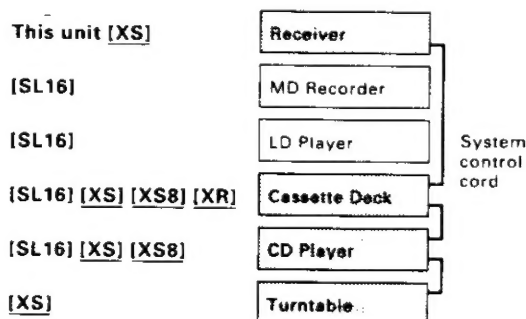 This unit [XS] Receiver
[SL16] MD Recorder
[SL16] LD Player
System
control
cord
[SL16] [XS] [XS8] [XR] Cassette Deck
[SL16] [XS] [XS8] CD Player
[XS] Turntable